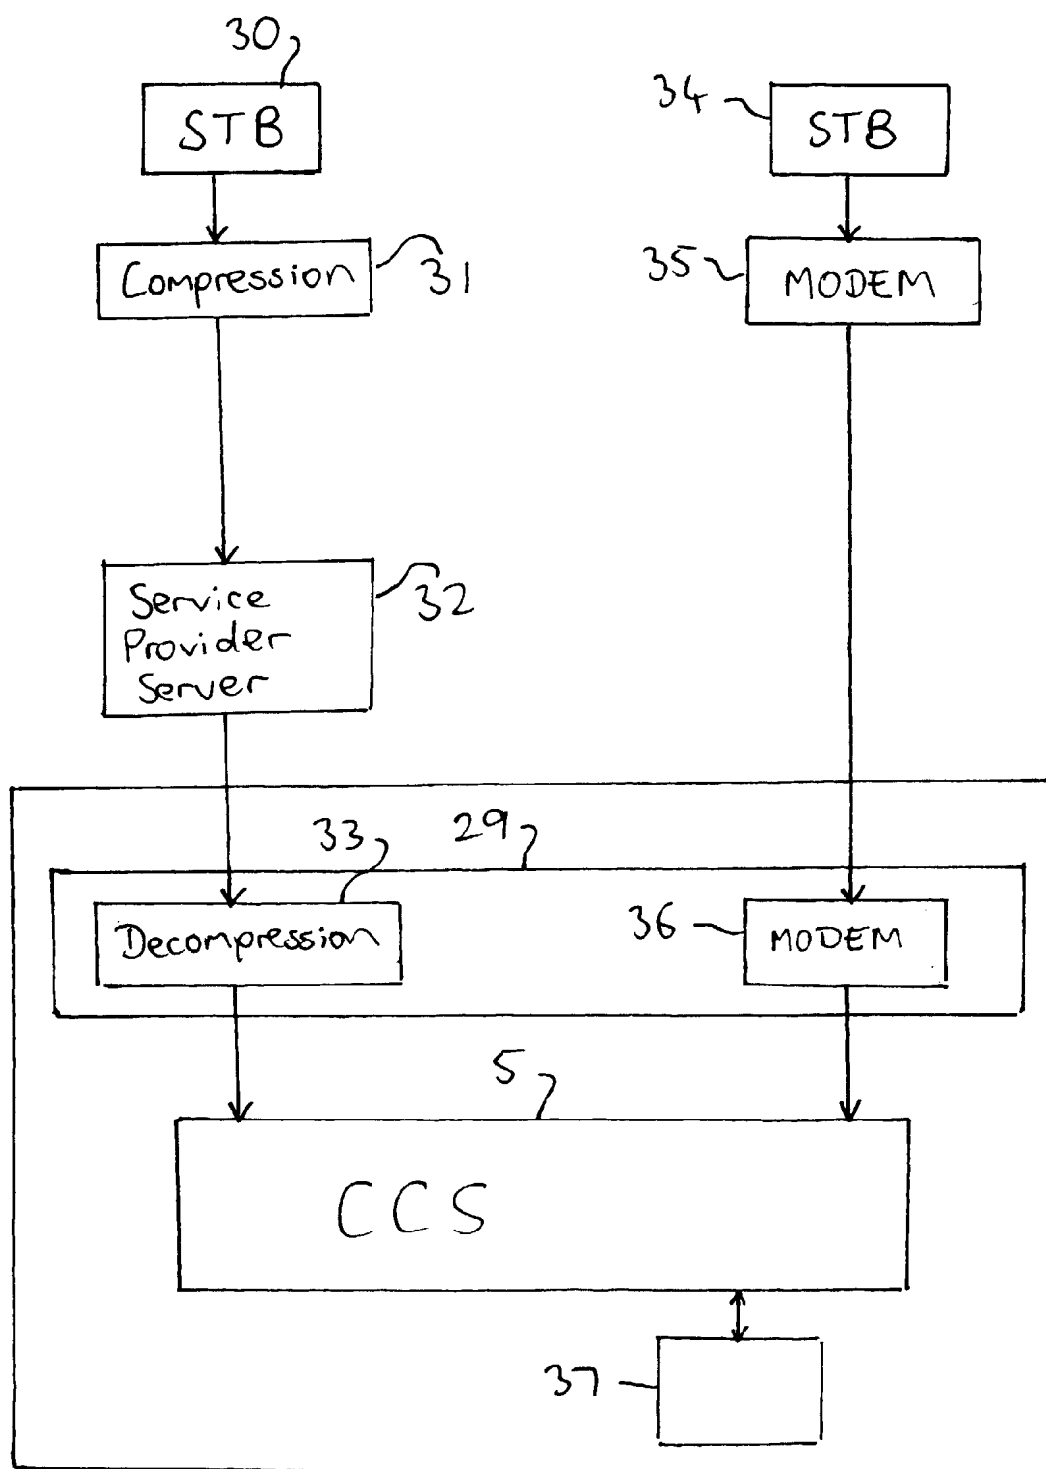 30
STB
34
STB
Compression
31
35
MODEM
Service
Provider
Server
32
33
29
Decompression
36
MODEM
5
CCS
37